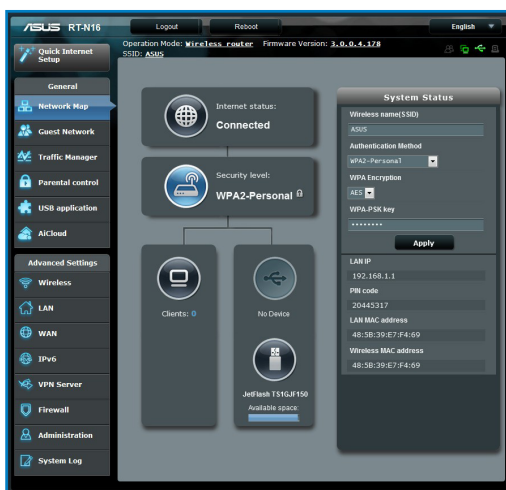 ASUS RT-N16
Logout
Reboot
English
Quick Internet
Setup
Operation Mode: Wireless router Firmware Version: 3.0.0.4.178
SSID: ASUS
General
Network Map
Guest Network
Traffic Manager
Parental control
USB application
AiCloud
Advanced Settings
Wireless
LAN
WAN
IPv6
VPN Server
Firewall
Administration
System Log
Internet status:
Connected
Security level:
WPA2-Personal
Clients: 0
No Device
JetFlash TS1GJF150
Available space:
System Status
Wireless name(SSID)
ASUS
Authentication Method
WPA2-Personal
WPA Encryption
AES
WPA-PSK key
Apply
LAN IP
192.168.1.1
PIN code
20445317
LAN MAC address
48:5B:39:E7:F4:69
Wireless MAC address
48:5B:39:E7:F4:69